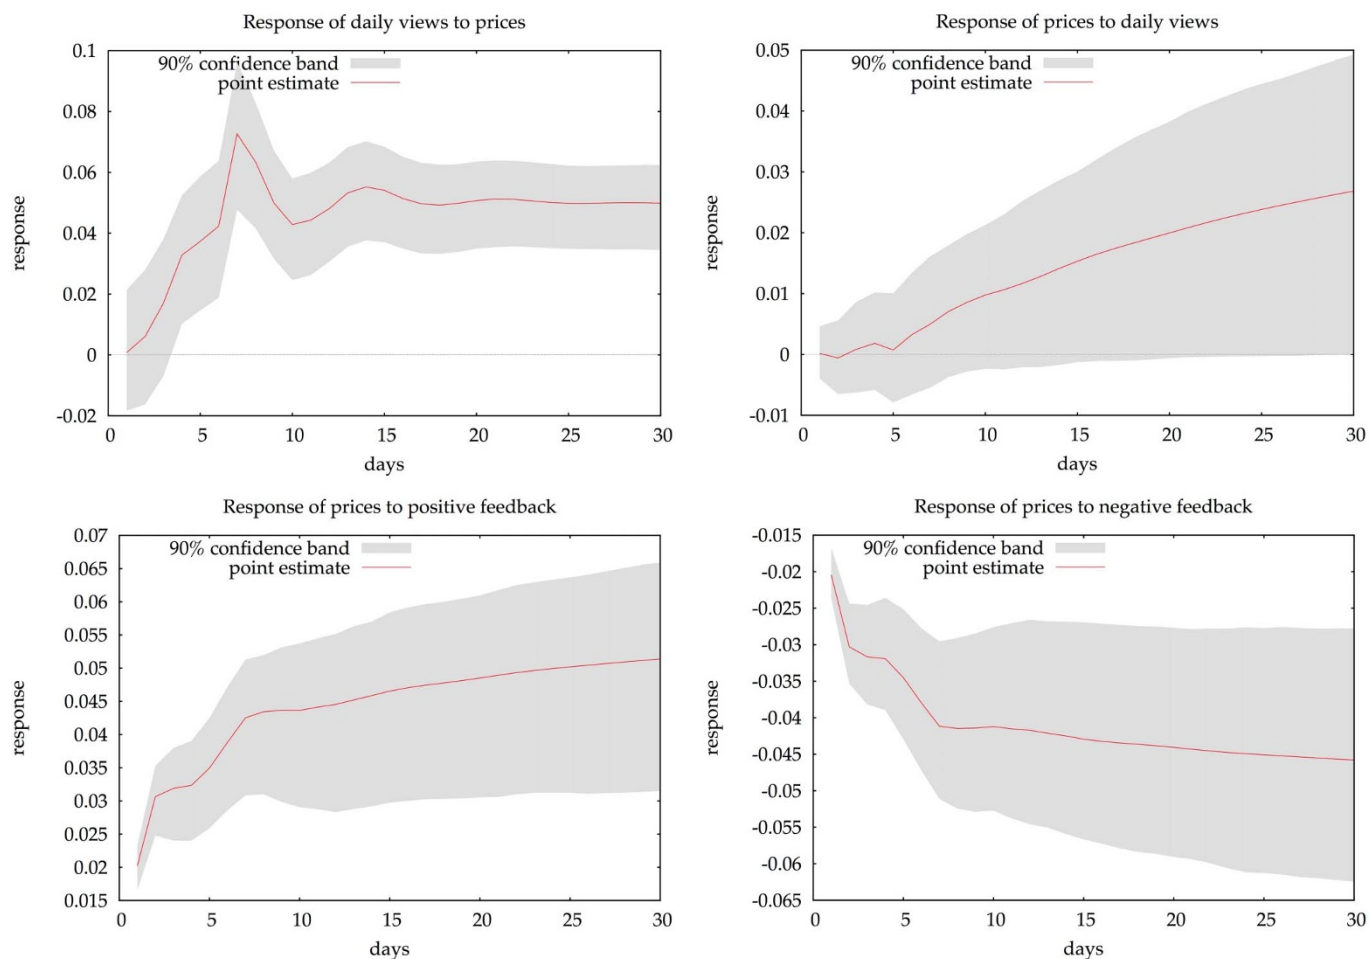 Response of daily views to prices
0.1
0.08
0.06
0.04
0.02
0
-0.02
response
90% confidence band
point estimate
0 5 10 15 20 25 30
days
Response of prices to daily views
0.05
0.04
0.03
0.02
0.01
0
-0.01
response
90% confidence band
point estimate
0 5 10 15 20 25 30
days
Response of prices to positive feedback
0.07
0.065
0.06
0.055
0.05
0.045
0.04
0.035
0.03
0.025
0.02
0.015
response
90% confidence band
point estimate
0 5 10 15 20 25 30
days
Response of prices to negative feedback
-0.015
-0.02
-0.025
-0.03
-0.035
-0.04
-0.045
-0.05
-0.055
-0.06
-0.065
response
90% confidence band
point estimate
0 5 10 15 20 25 30
days